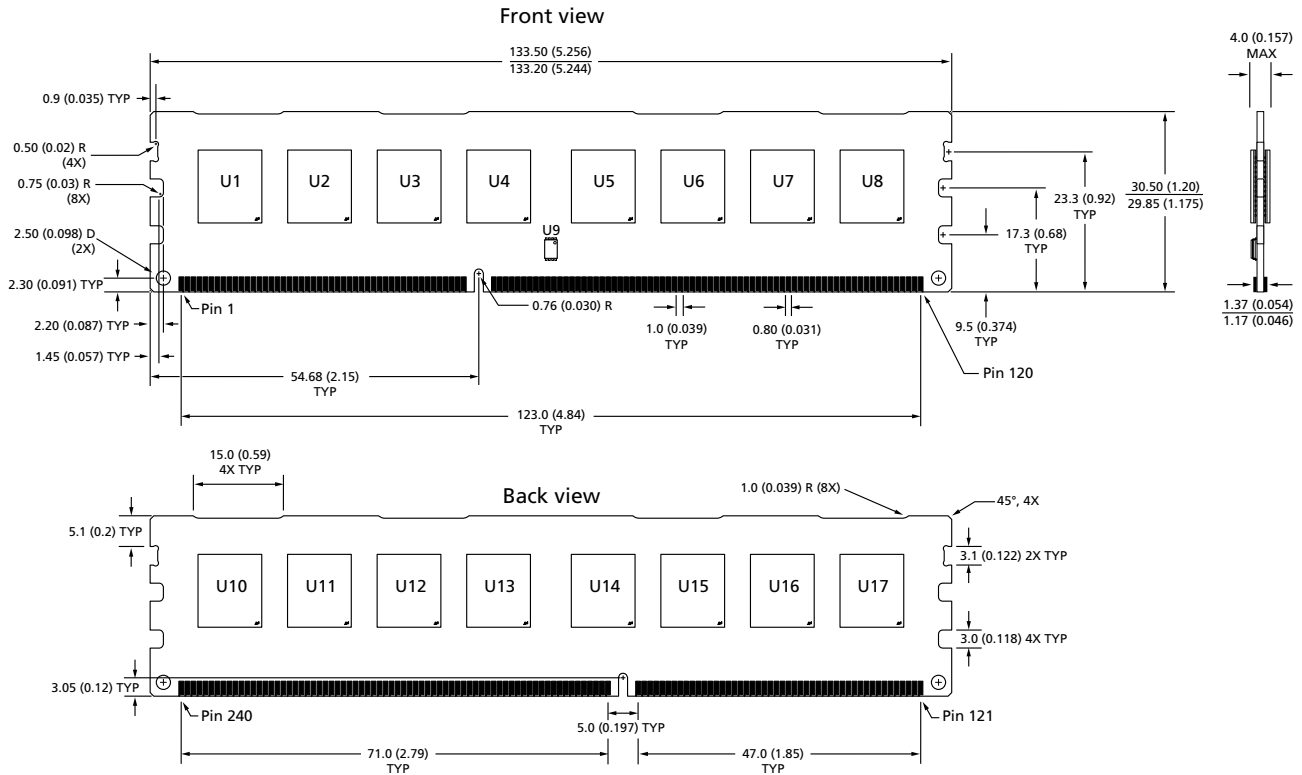 Front view
133.50 (5.256)
133.20 (5.244)
4.0 (0.157)
MAX
0.9 (0.035) TYP
0.50 (0.02) R
(4X)
0.75 (0.03) R
(8X)
2.50 (0.098) D
(2X)
2.30 (0.091) TYP
2.20 (0.087) TYP
1.45 (0.057) TYP
U1
U2
U3
U4
U5
U6
U7
U8
U9
23.3 (0.92)
TYP
30.50 (1.20)
29.85 (1.175)
17.3 (0.68)
TYP
Pin 1
0.76 (0.030) R
1.0 (0.039)
TYP
0.80 (0.031)
TYP
9.5 (0.374)
TYP
1.37 (0.054)
1.17 (0.046)
54.68 (2.15)
TYP
Pin 120
123.0 (4.84)
TYP
15.0 (0.59)
4X TYP
Back view
1.0 (0.039) R (8X)
45°, 4X
5.1 (0.2) TYP
U10
U11
U12
U13
U14
U15
U16
U17
3.1 (0.122) 2X TYP
3.0 (0.118) 4X TYP
3.05 (0.12) TYP
Pin 240
5.0 (0.197) TYP
Pin 121
71.0 (2.79)
TYP
47.0 (1.85)
TYP